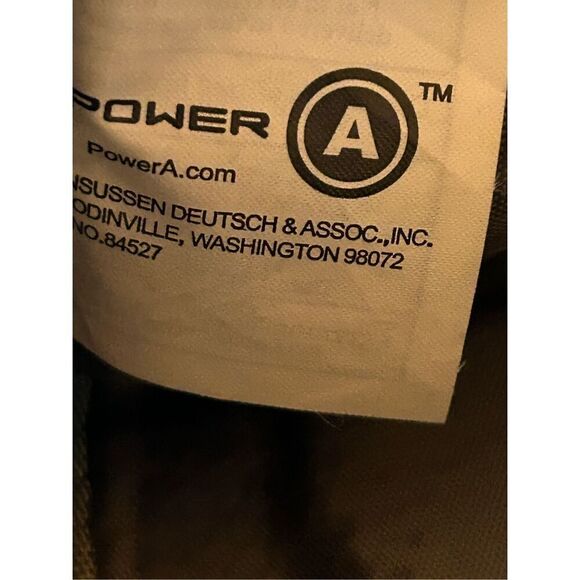 POWER A™
PowerA.com
NSUSSEN DEUTSCH & ASSOC.,INC.
ODINVILLE, WASHINGTON 98072
NO.84527